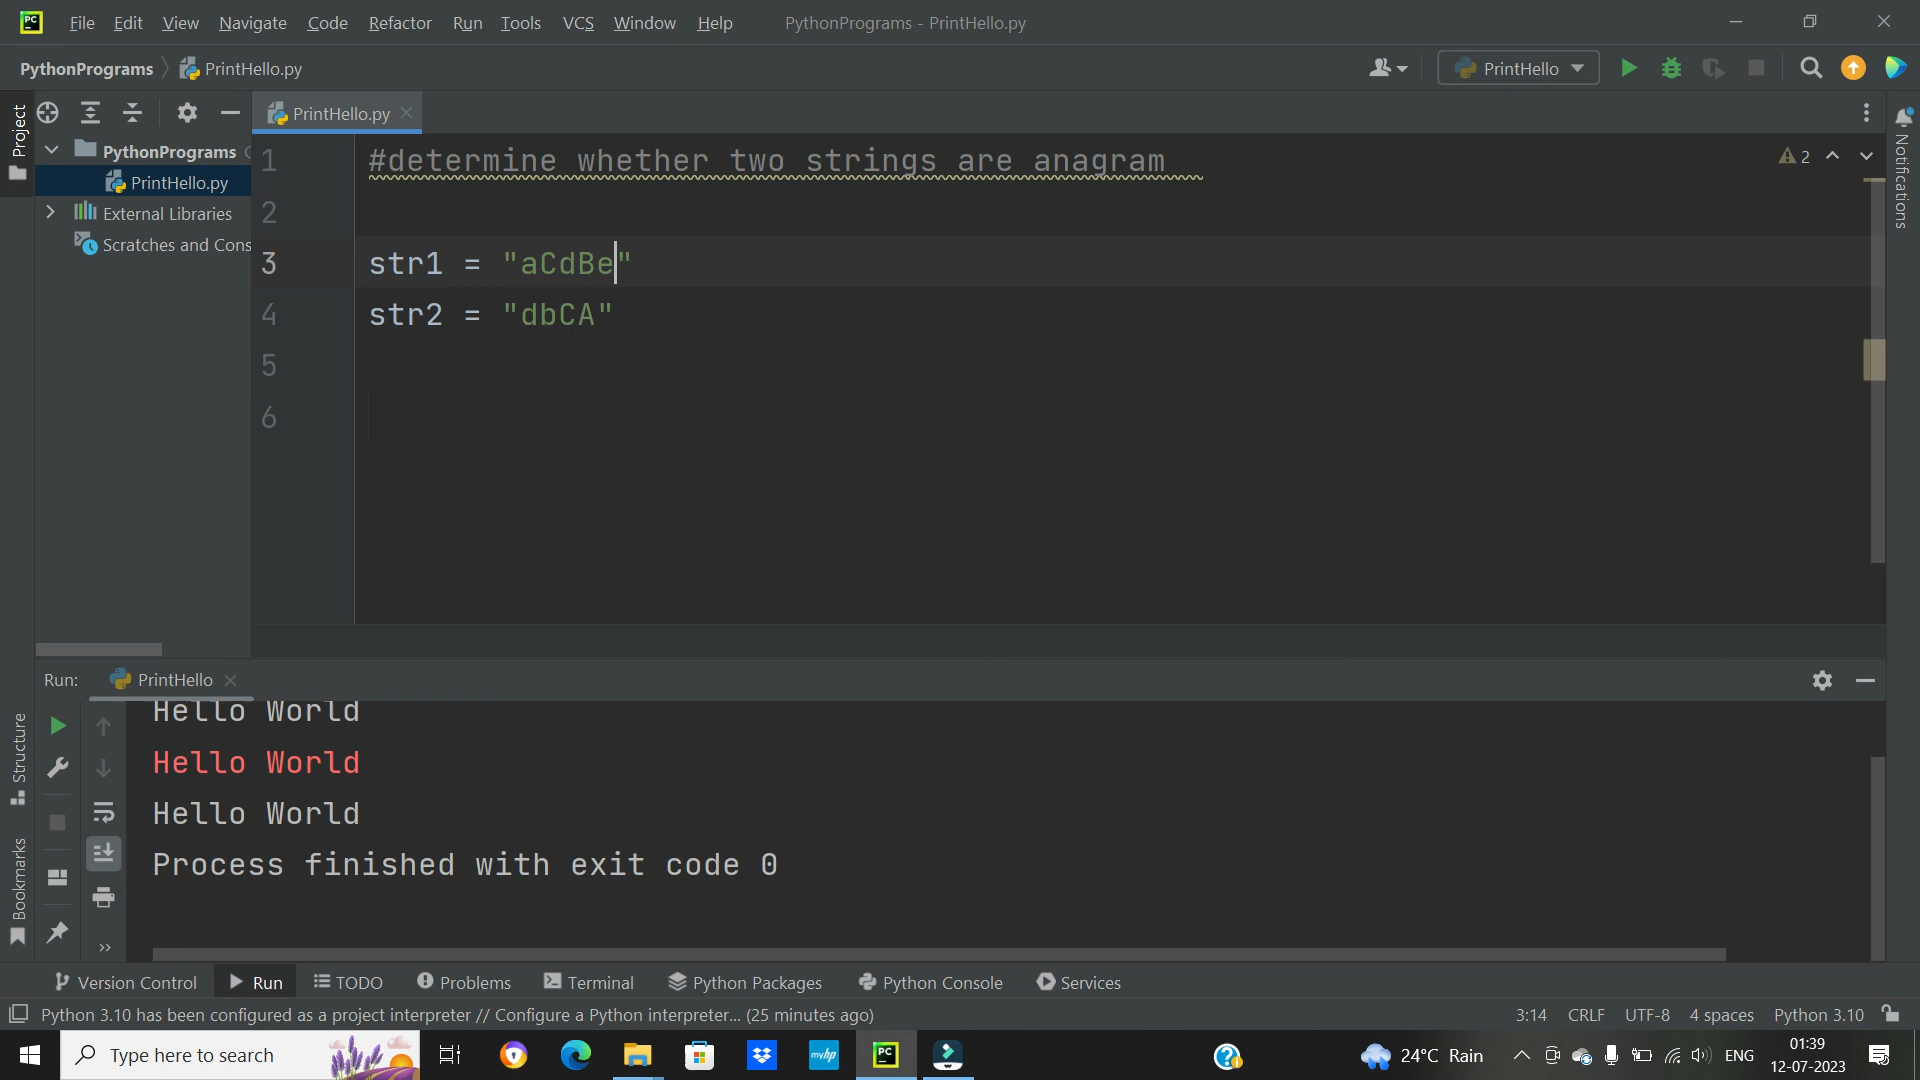 File Edit View Navigate Code Refactor Run Tools VCS Window Help PythonPrograms - PrintHello.py
PythonPrograms PrintHello.py PrintHello
Project
PrintHello.py
PythonPrograms
PrintHello.py
External Libraries
Scratches and Cons
1 #determine whether two strings are anagram
2
3 str1 = "aCdBe"
4 str2 = "dbCA"
5
6
2
Notifications
Run: PrintHello
Hello World
Hello World
Hello World
Process finished with exit code 0
Structure
Bookmarks
Version Control Run TODO Problems Terminal Python Packages Python Console Services
Python 3.10 has been configured as a project interpreter // Configure a Python interpreter... (25 minutes ago) 3:14 CRLF UTF-8 4 spaces Python 3.10
Type here to search myhp PC 24°C Rain ENG 01:39
12-07-2023